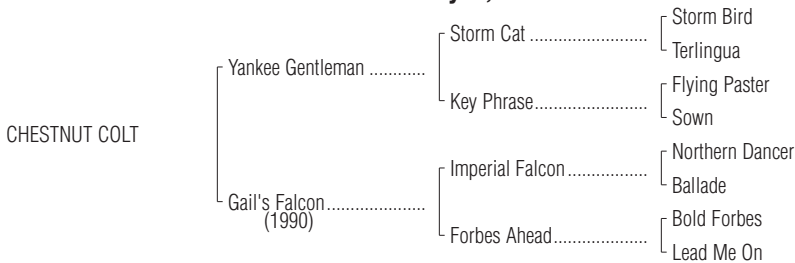 Storm Bird
Storm Cat ........................
Terlingua
Yankee Gentleman ............
Flying Paster
Key Phrase.......................
Sown
CHESTNUT COLT
Northern Dancer
Imperial Falcon................
Ballade
Gail's Falcon.....................
(1990)
Bold Forbes
Forbes Ahead...................
Lead Me On